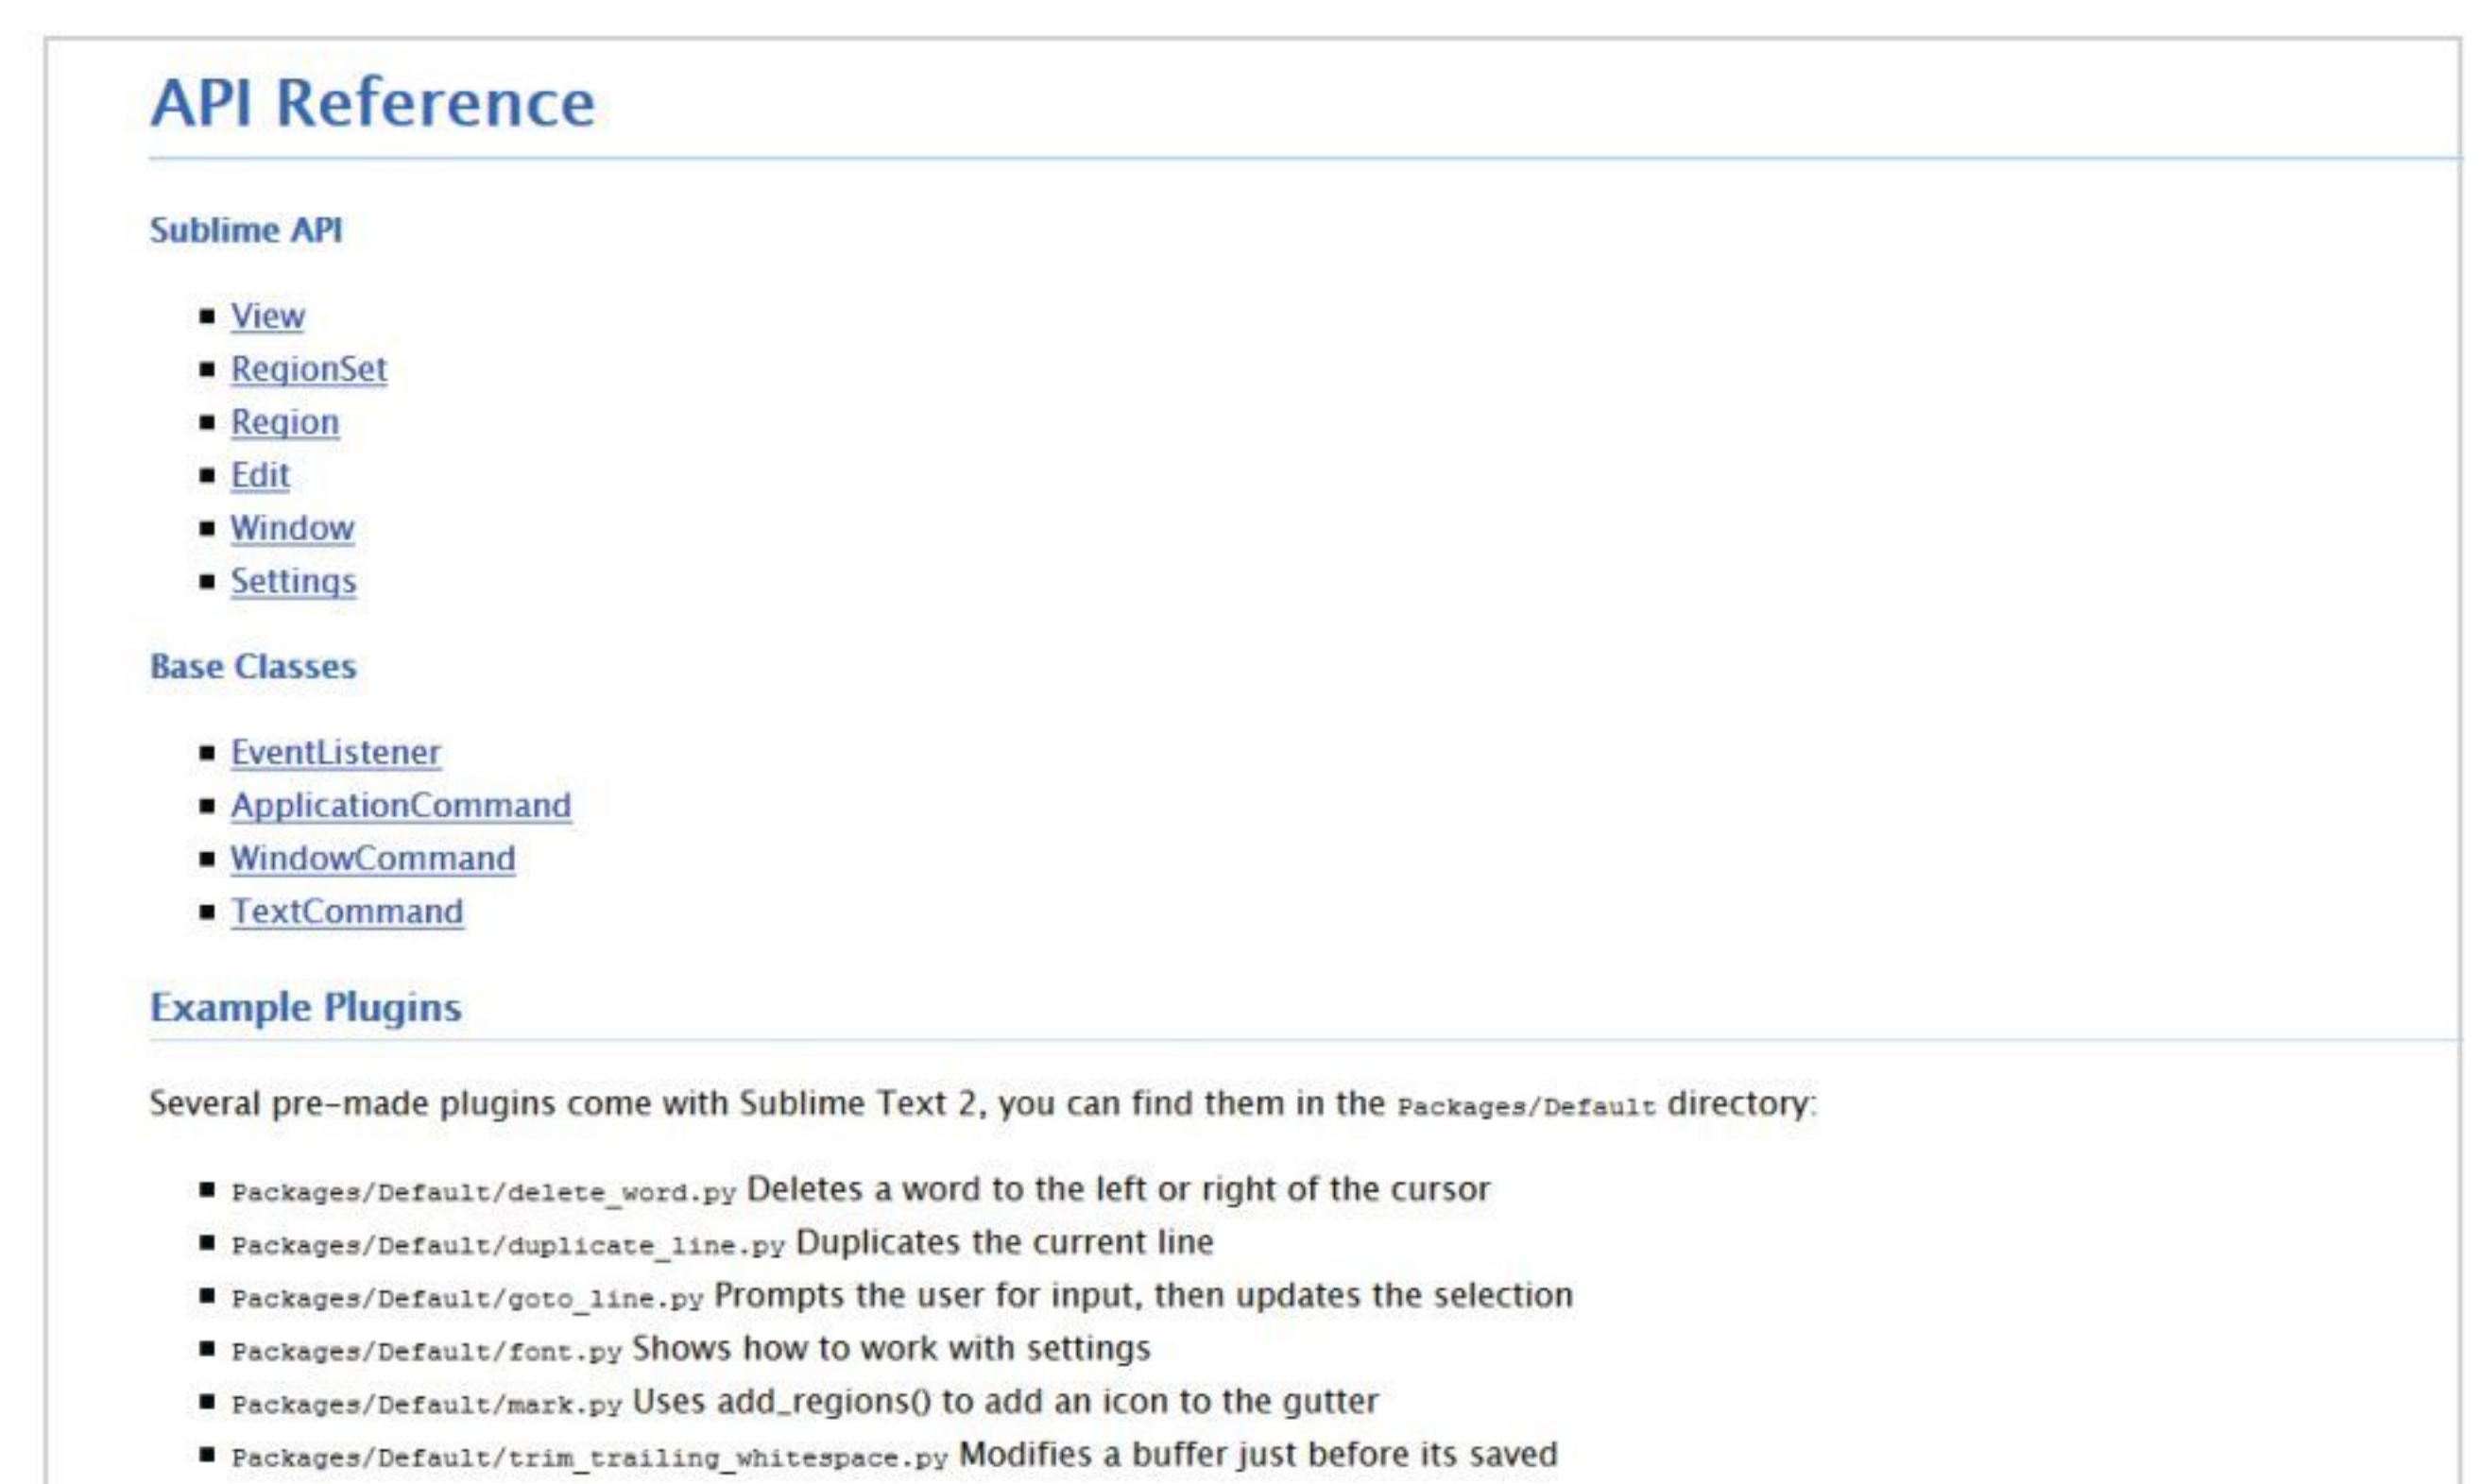 API Reference
Sublime API
View
RegionSet
Region
Edit
Window
Settings
Base Classes
EventListener
ApplicationCommand
WindowCommand
TextCommand
Example Plugins
Several pre-made plugins come with Sublime Text 2, you can find them in the Packages/Default directory:
Packages/Default/delete_word.py Deletes a word to the left or right of the cursor
Packages/Default/duplicate_line.py Duplicates the current line
Packages/Default/goto_line.py Prompts the user for input, then updates the selection
Packages/Default/font.py Shows how to work with settings
Packages/Default/mark.py Uses add_regions() to add an icon to the gutter
Packages/Default/trim_trailing_whitespace.py Modifies a buffer just before its saved